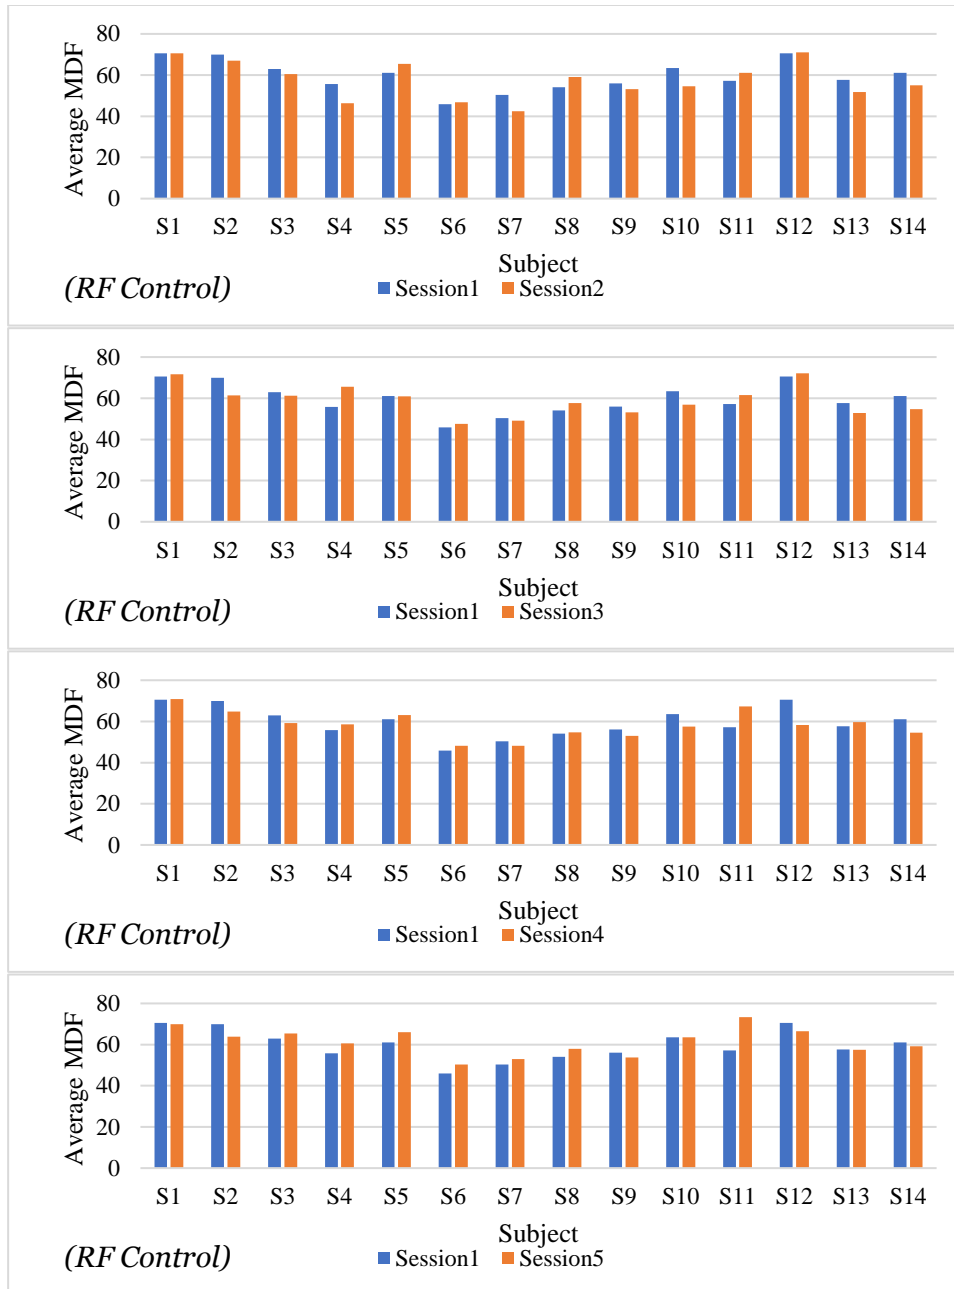 80
60
40
20
0
Average MDF
S1 S2 S3 S4 S5 S6 S7 S8 S9 S10 S11 S12 S13 S14
Subject
(RF Control)
Session1 Session2
80
60
40
20
0
Average MDF
S1 S2 S3 S4 S5 S6 S7 S8 S9 S10 S11 S12 S13 S14
Subject
(RF Control)
Session1 Session3
80
60
40
20
0
Average MDF
S1 S2 S3 S4 S5 S6 S7 S8 S9 S10 S11 S12 S13 S14
Subject
(RF Control)
Session1 Session4
80
60
40
20
0
Average MDF
S1 S2 S3 S4 S5 S6 S7 S8 S9 S10 S11 S12 S13 S14
Subject
(RF Control)
Session1 Session5